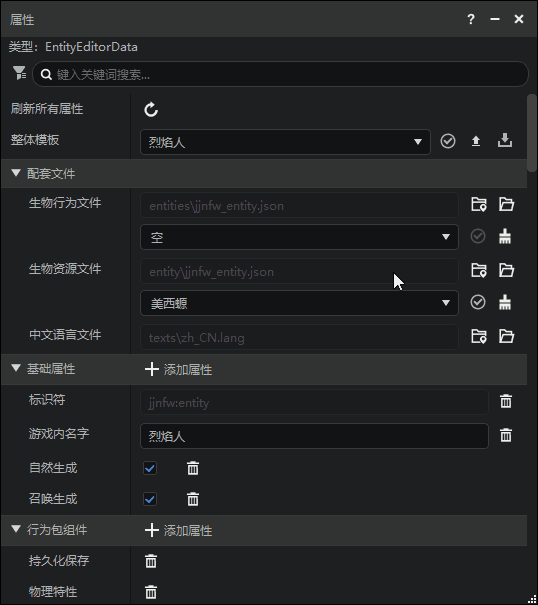 属性
类型：EntityEditorData
键入关键词搜索...
刷新所有属性
整体模板 烈焰人
配套文件
生物行为文件 entities\jjnfw_entity.json
空
生物资源文件 entity\jjnfw_entity.json
美西螈
中文语言文件 texts\zh_CN.lang
基础属性 添加属性
标识符 jjnfw:entity
游戏内名字 烈焰人
自然生成
召唤生成
行为包组件 添加属性
持久化保存
物理特性